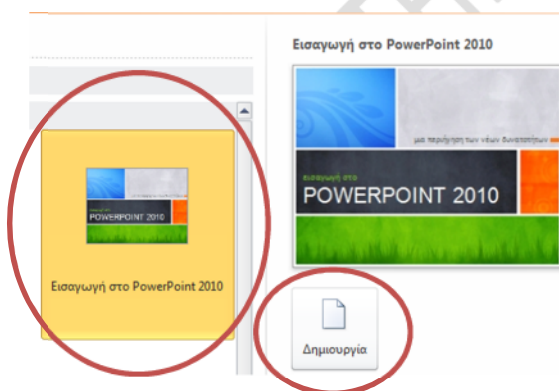 Εισαγωγή στο PowerPoint 2010
μια περιήγηση των νέων δυνατοτήτων
εισαγωγή στο
POWERPOINT 2010
POWERPOINT 2010
Εισαγωγή στο PowerPoint 2010
Δημιουργία